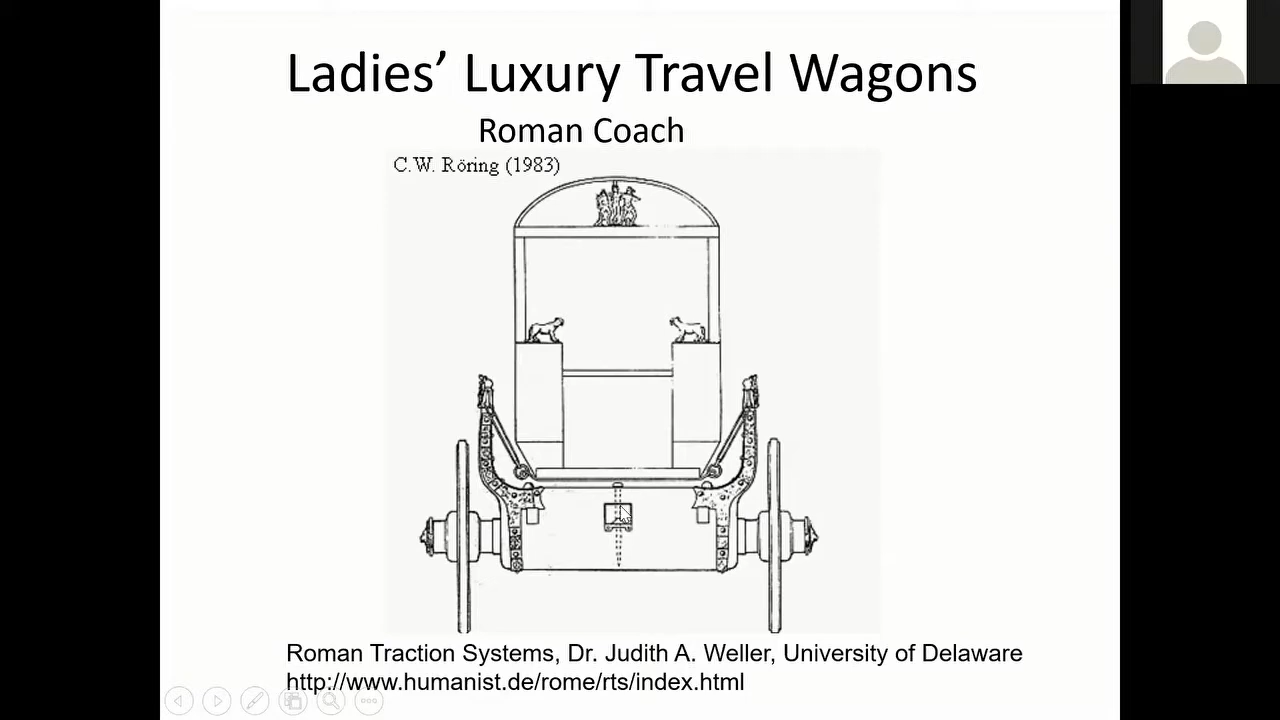 Ladies’ Luxury Travel Wagons
Roman Coach
C.W. Röring (1983)
Roman Traction Systems, Dr. Judith A. Weller, University of Delaware
http://www.humanist.de/rome/rts/index.html